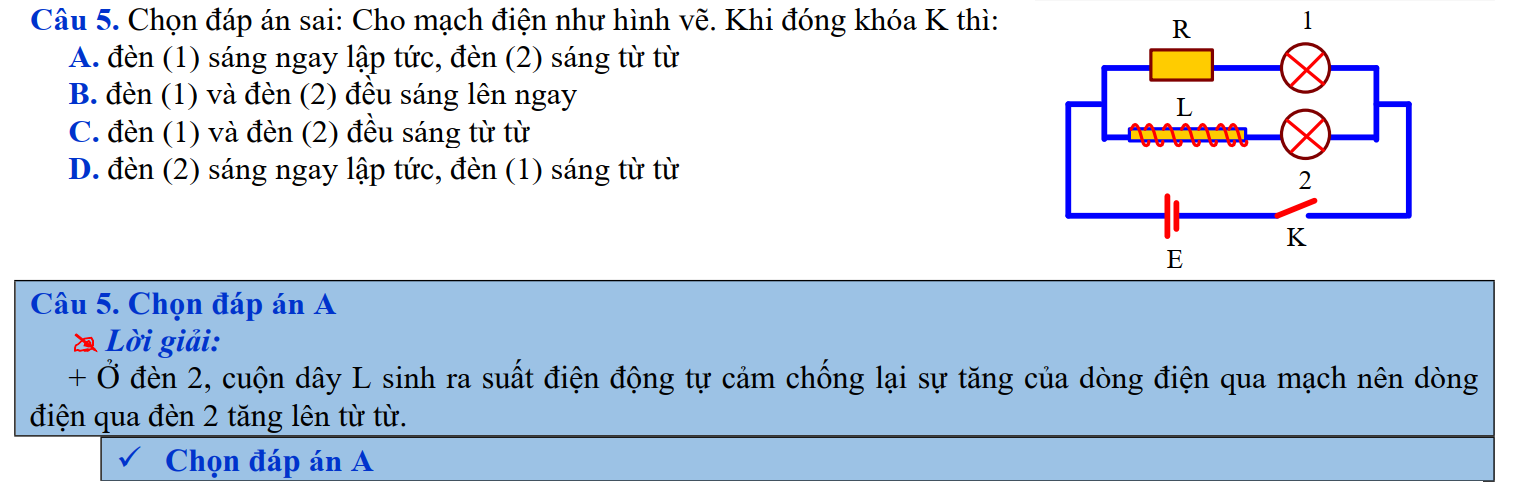 Câu 5. Chọn đáp án sai: Cho mạch điện như hình vẽ. Khi đóng khóa K thì:
A. đèn (1) sáng ngay lập tức, đèn (2) sáng từ từ
B. đèn (1) và đèn (2) đều sáng lên ngay
C. đèn (1) và đèn (2) đều sáng từ từ
D. đèn (2) sáng ngay lập tức, đèn (1) sáng từ từ
R
1
L
2
K
E
Câu 5. Chọn đáp án A
Lời giải:
+ Ở đèn 2, cuộn dây L sinh ra suất điện động tự cảm chống lại sự tăng của dòng điện qua mạch nên dòng
điện qua đèn 2 tăng lên từ từ.
✓ Chọn đáp án A